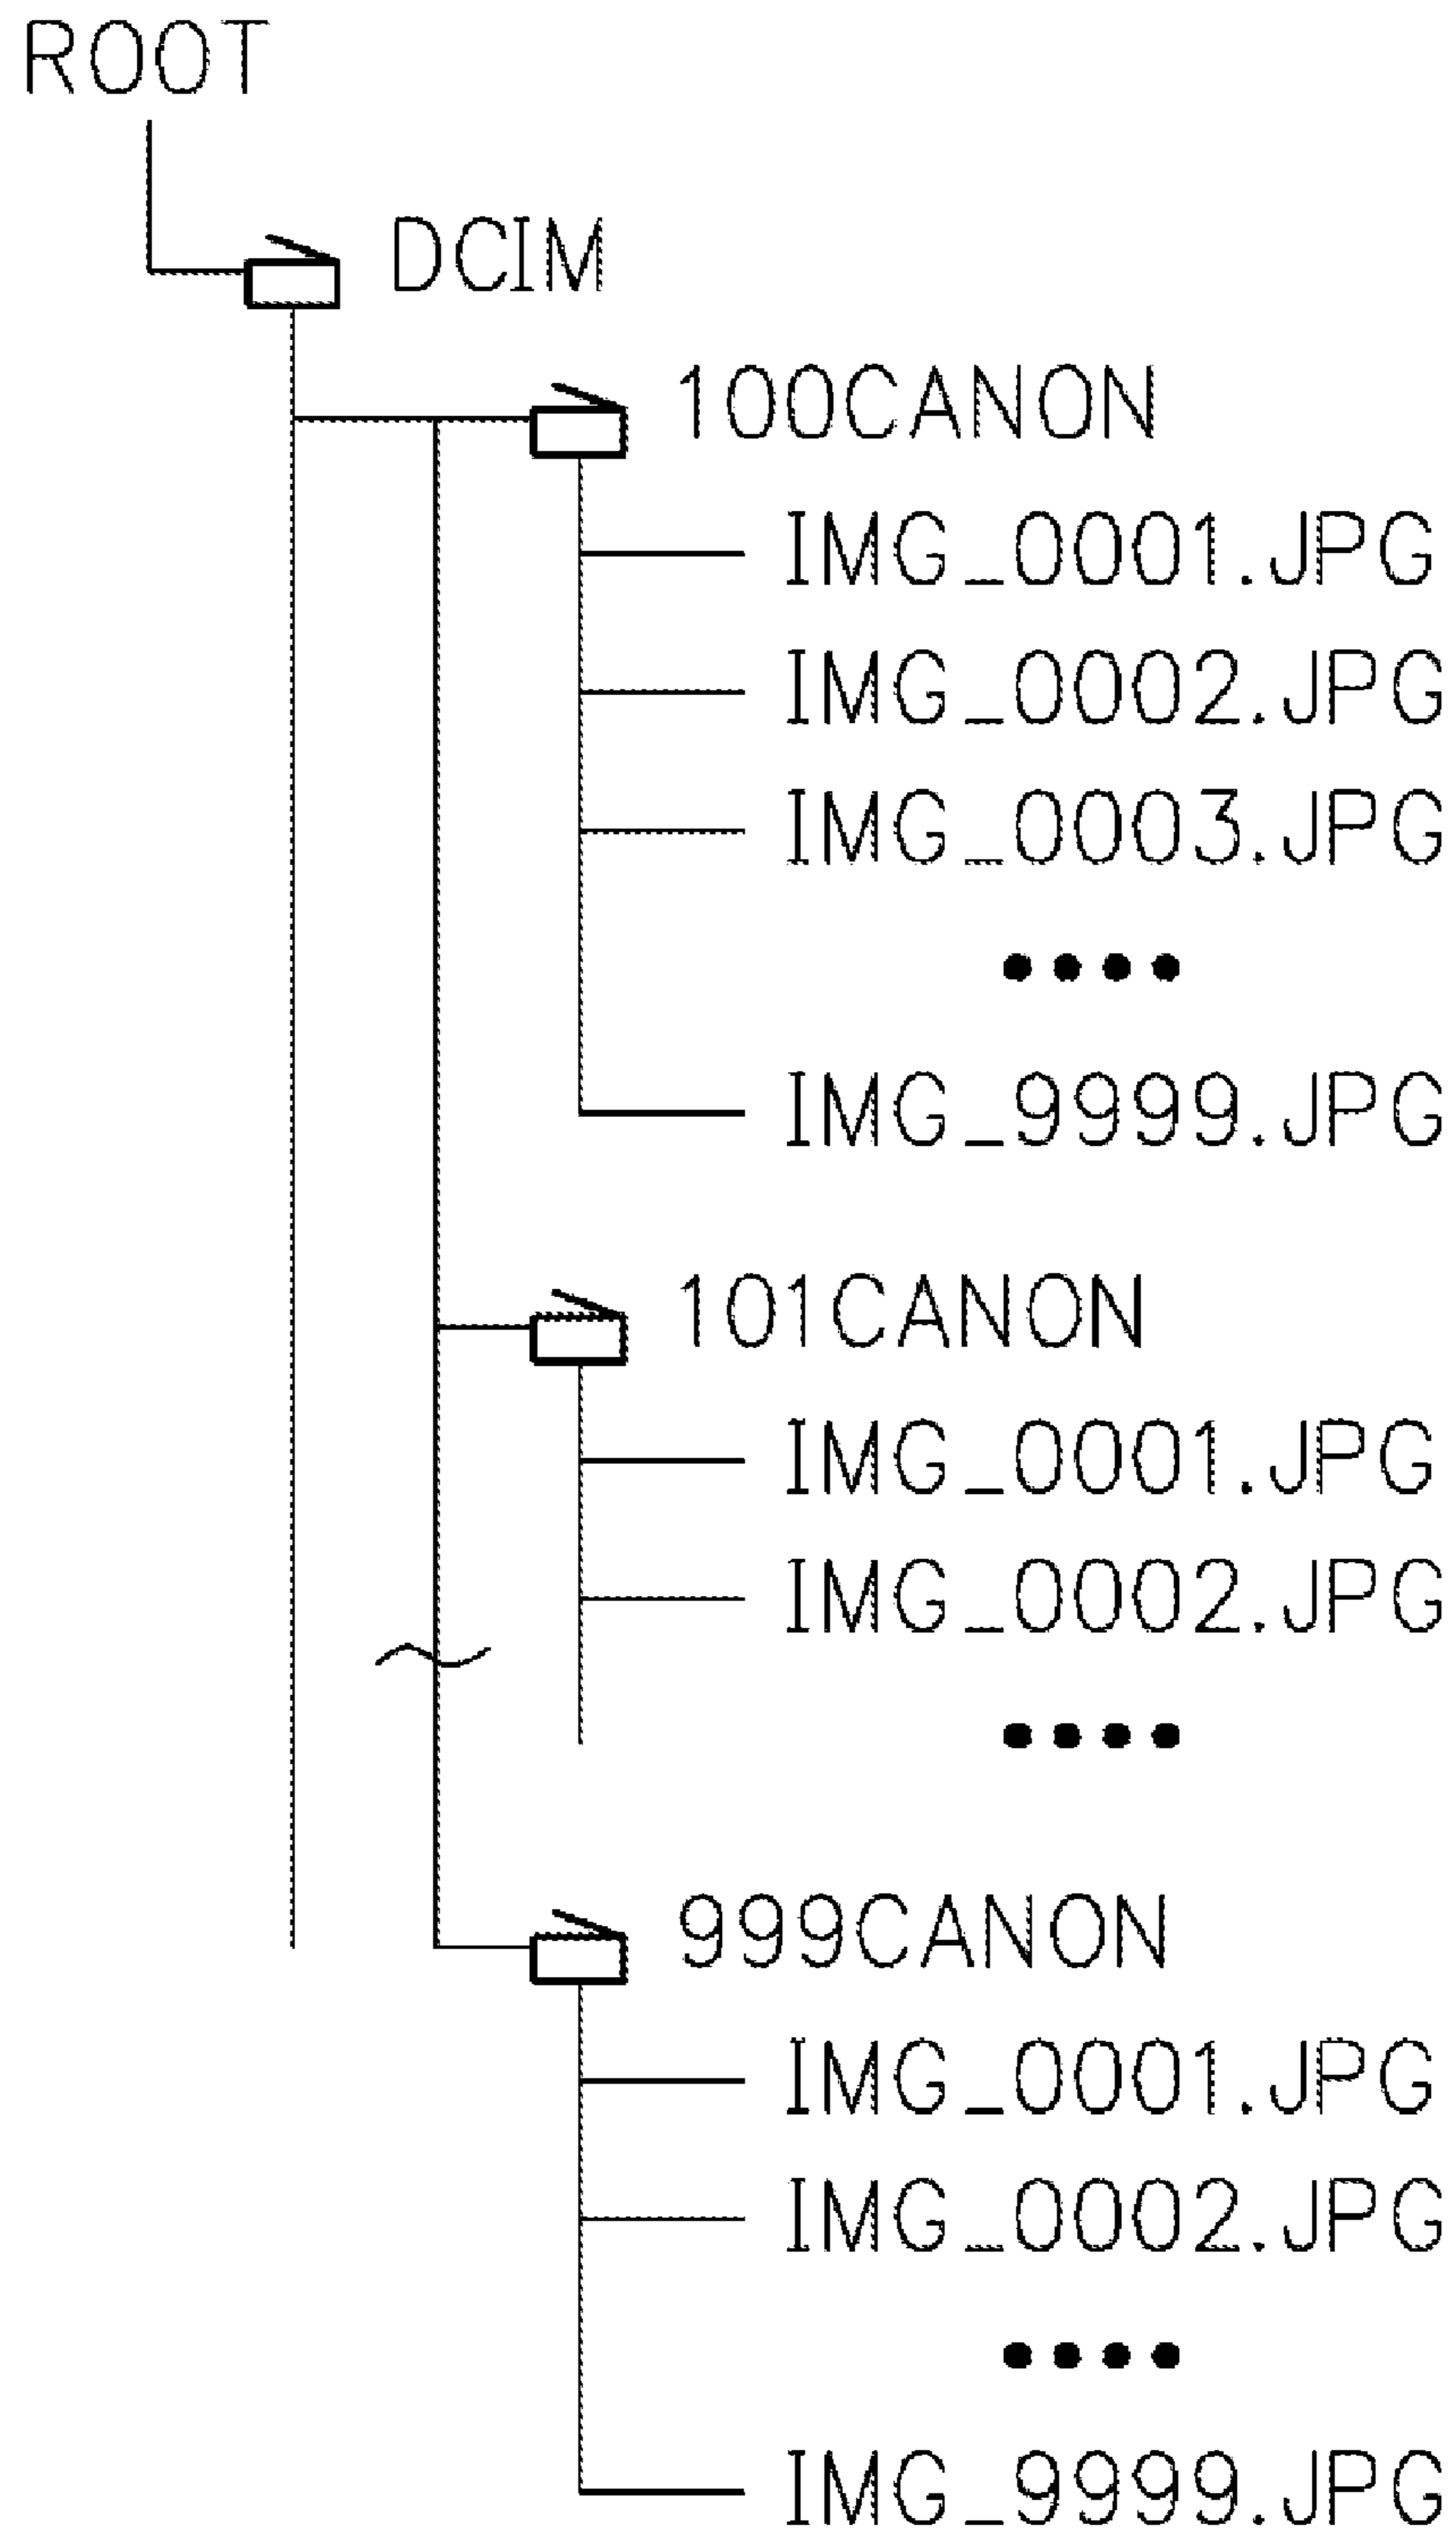 ROOT
DCIM
100CANON
IMG_0001.JPG
IMG_0002.JPG
IMG_0003.JPG
••••
IMG_9999.JPG
101CANON
IMG_0001.JPG
IMG_0002.JPG
••••
999CANON
IMG_0001.JPG
IMG_0002.JPG
••••
IMG_9999.JPG